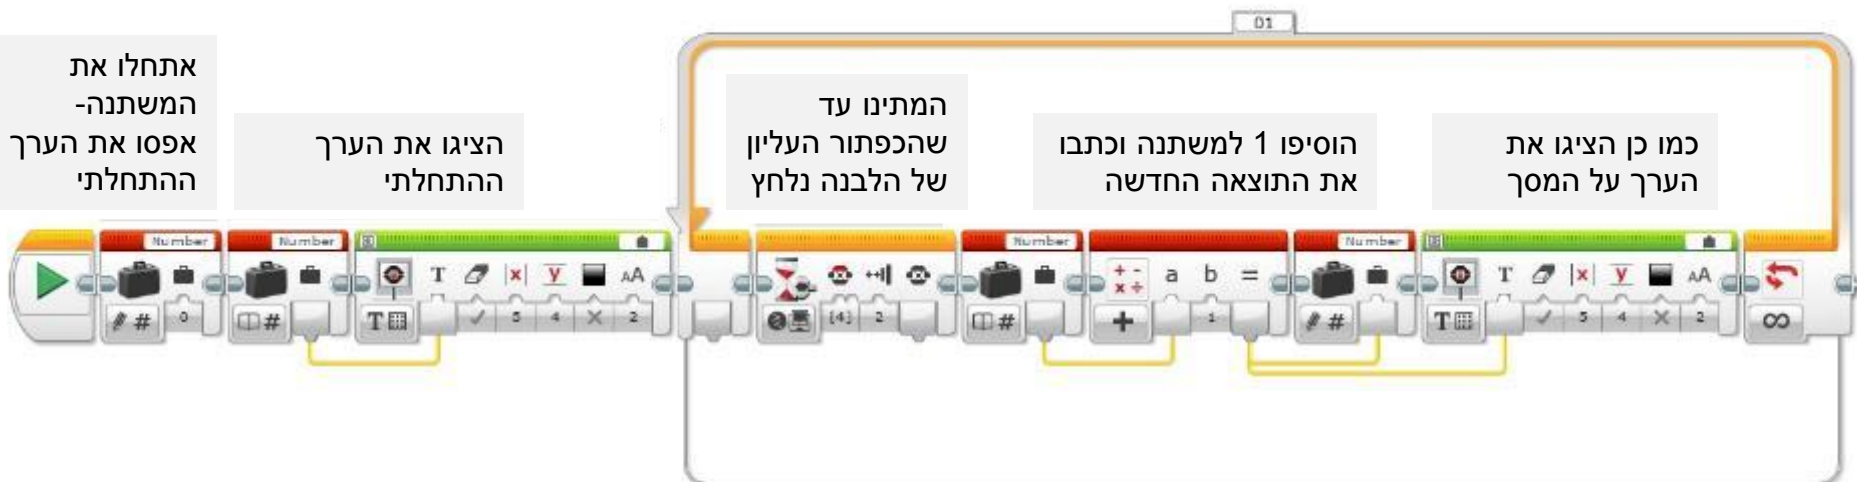 01
אתחלו את
המשתנה-
אפסו את הערך
ההתחלתי
הציגו את הערך
ההתחלתי
המתינו עד
שהכפתור העליון
של הלבנה נלחץ
הוסיפו 1 למשתנה וכתבו
את התוצאה החדשה
כמו כן הציגו את
הערך על המסך
Number
# 0
Number
#
T x y AA
T 5 4 2
[4] 2
Number
#
+ - x ÷ a b =
+ 1
Number
#
T x y AA
T 5 4 2
∞